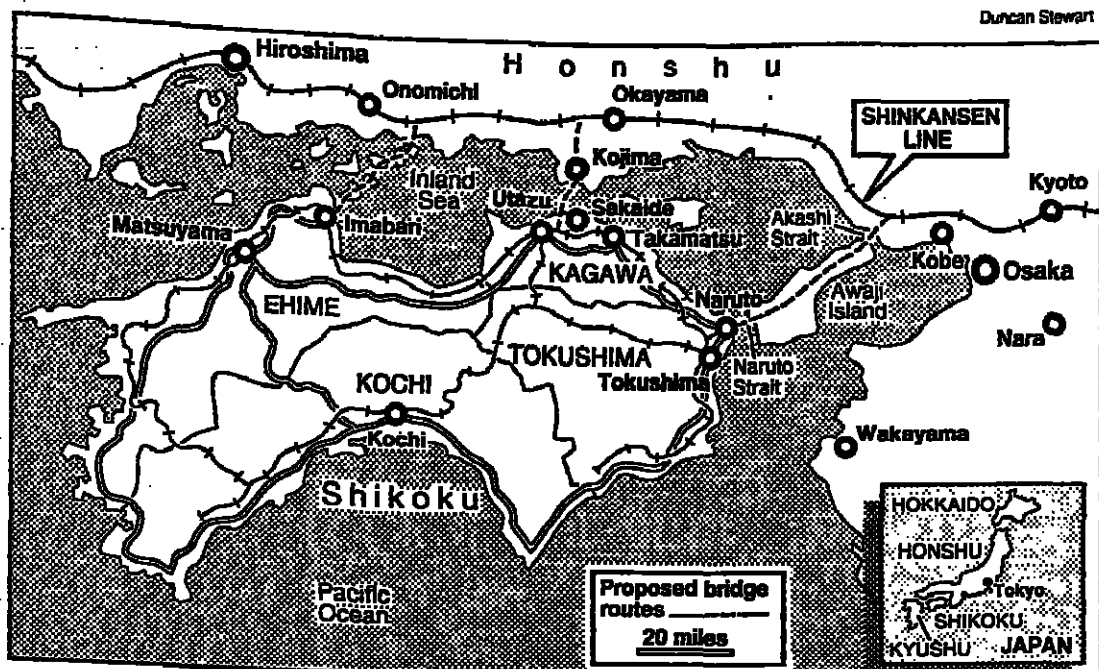 Duncan Stewart
Hiroshima
Honshu
Onomichi
Okayama
SHINKANSEN
LINE
Kojima
Inland
Sea
Kyoto
Utazu
Sakaide
Imabari
Matsuyama
Takamatsu
Akashi
Strait
Kobe
KAGAWA
Osaka
EHIME
Naruto
Awaji
Island
Nara
TOKUSHIMA
Tokushima
Naruto
Strait
KOCHI
Kochi
Wakayama
Shikoku
Pacific
Ocean
Proposed bridge
routes
20 miles
HOKKAIDO
HONSHU
Tokyo
SHIKOKU
KYUSHU
JAPAN